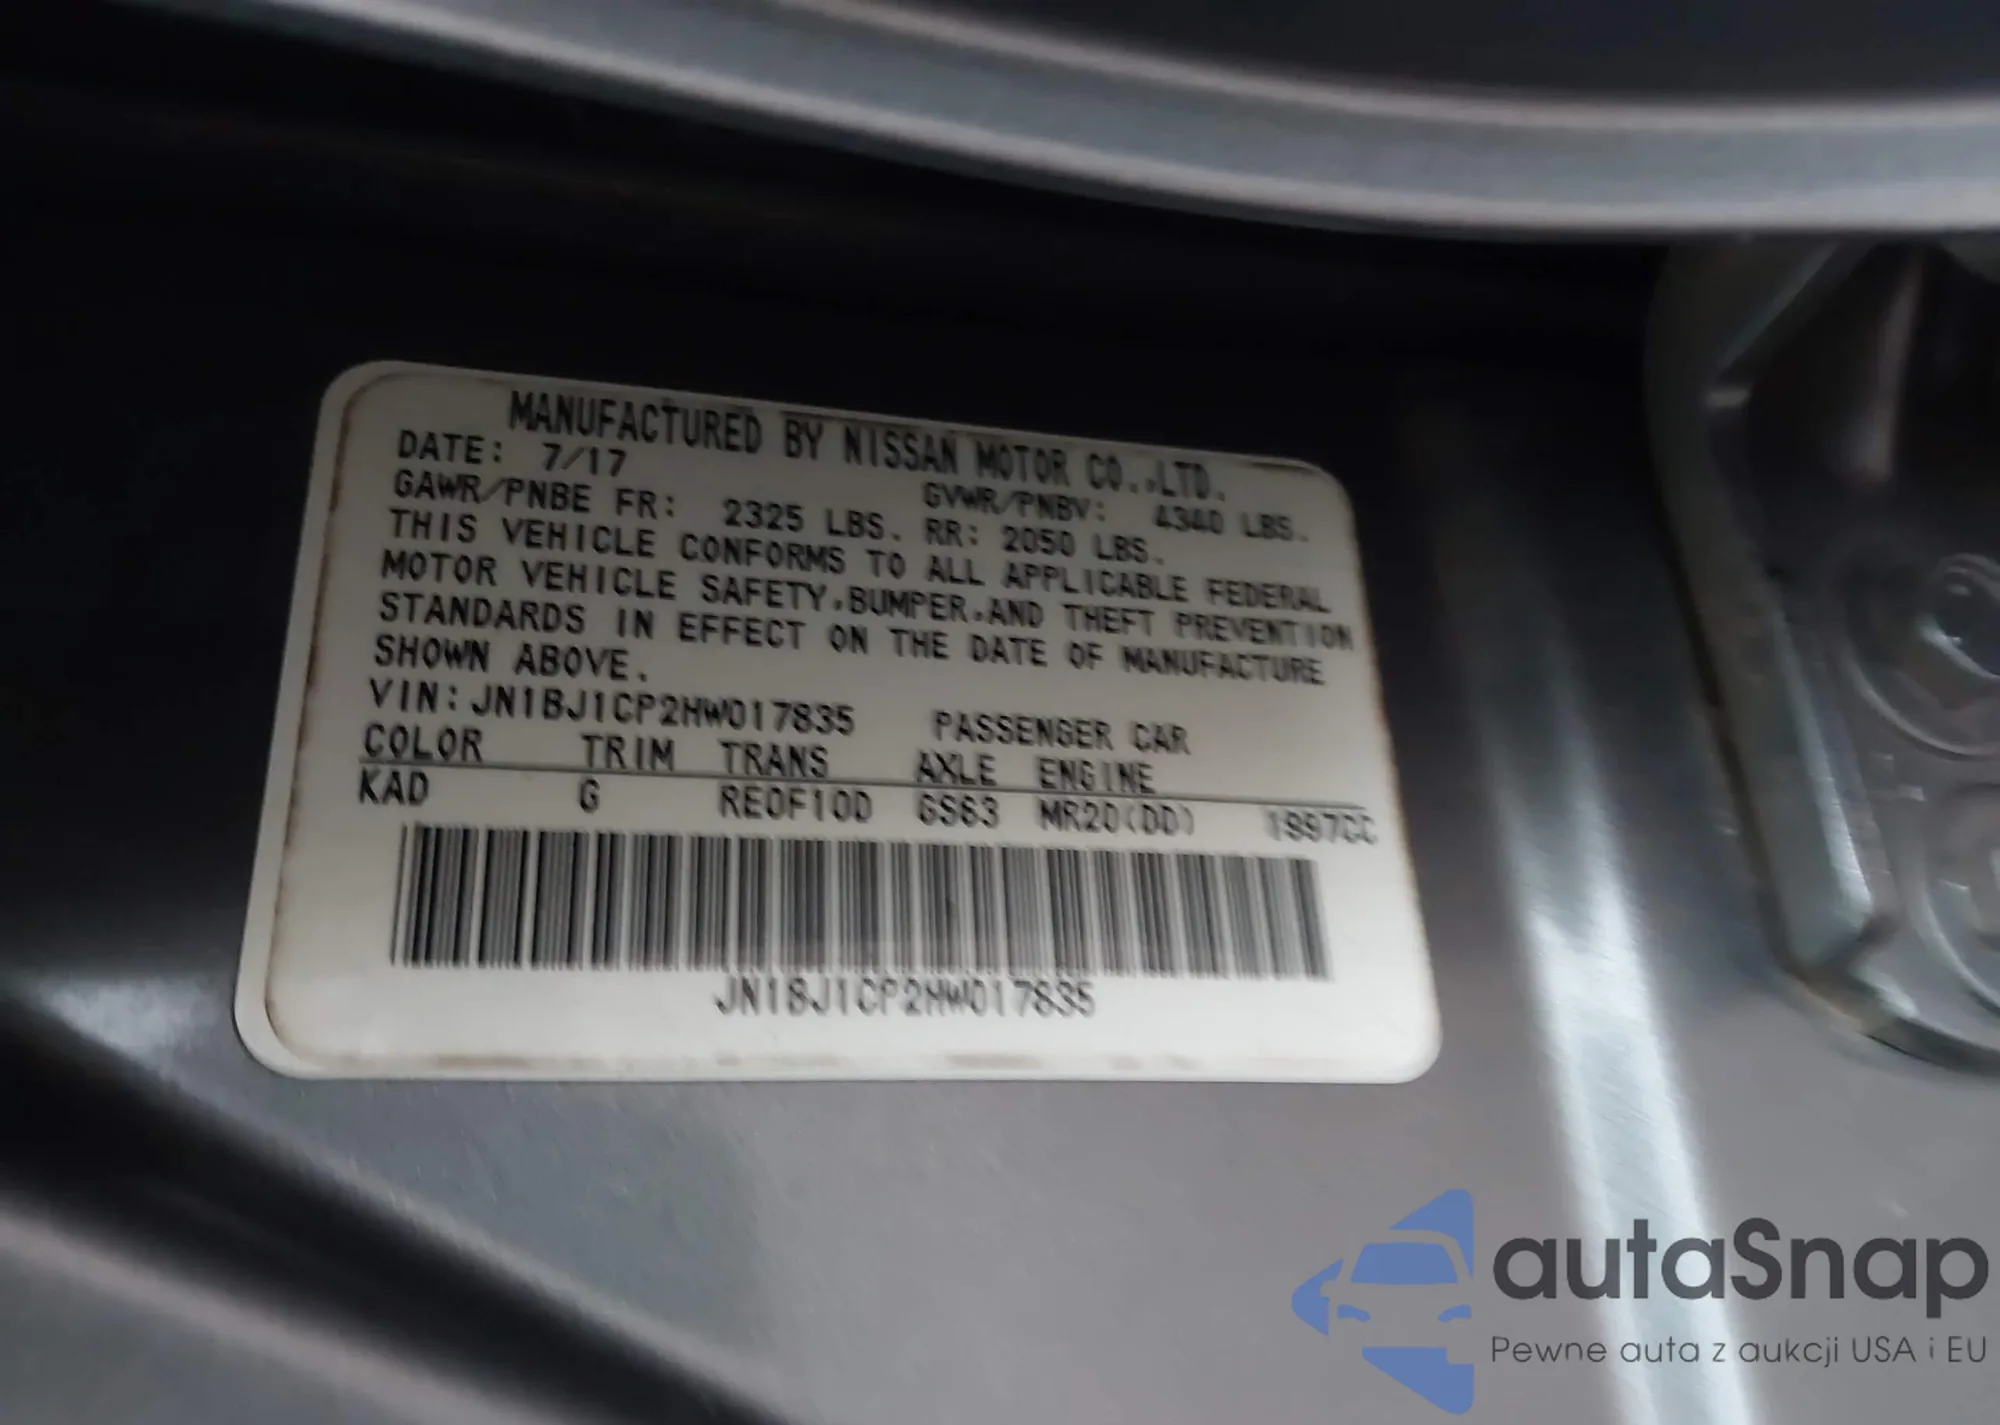 MANUFACTURED BY NISSAN MOTOR CO.,LTD.
DATE: 7/17 GVWR/PNBV: 4340 LBS.
GAWR/PNBE FR: 2325 LBS. RR: 2050 LBS.
THIS VEHICLE CONFORMS TO ALL APPLICABLE FEDERAL
MOTOR VEHICLE SAFETY,BUMPER,AND THEFT PREVENTION
STANDARDS IN EFFECT ON THE DATE OF MANUFACTURE
SHOWN ABOVE.
VIN: JN1BJ1CP2HW017835 PASSENGER CAR
COLOR TRIM TRANS AXLE ENGINE
KAD G RE0F10D GS63 MR20(DD) 1997CC
JN1BJ1CP2HW017835
autaSnap
Pewne auta z aukcji USA i EU